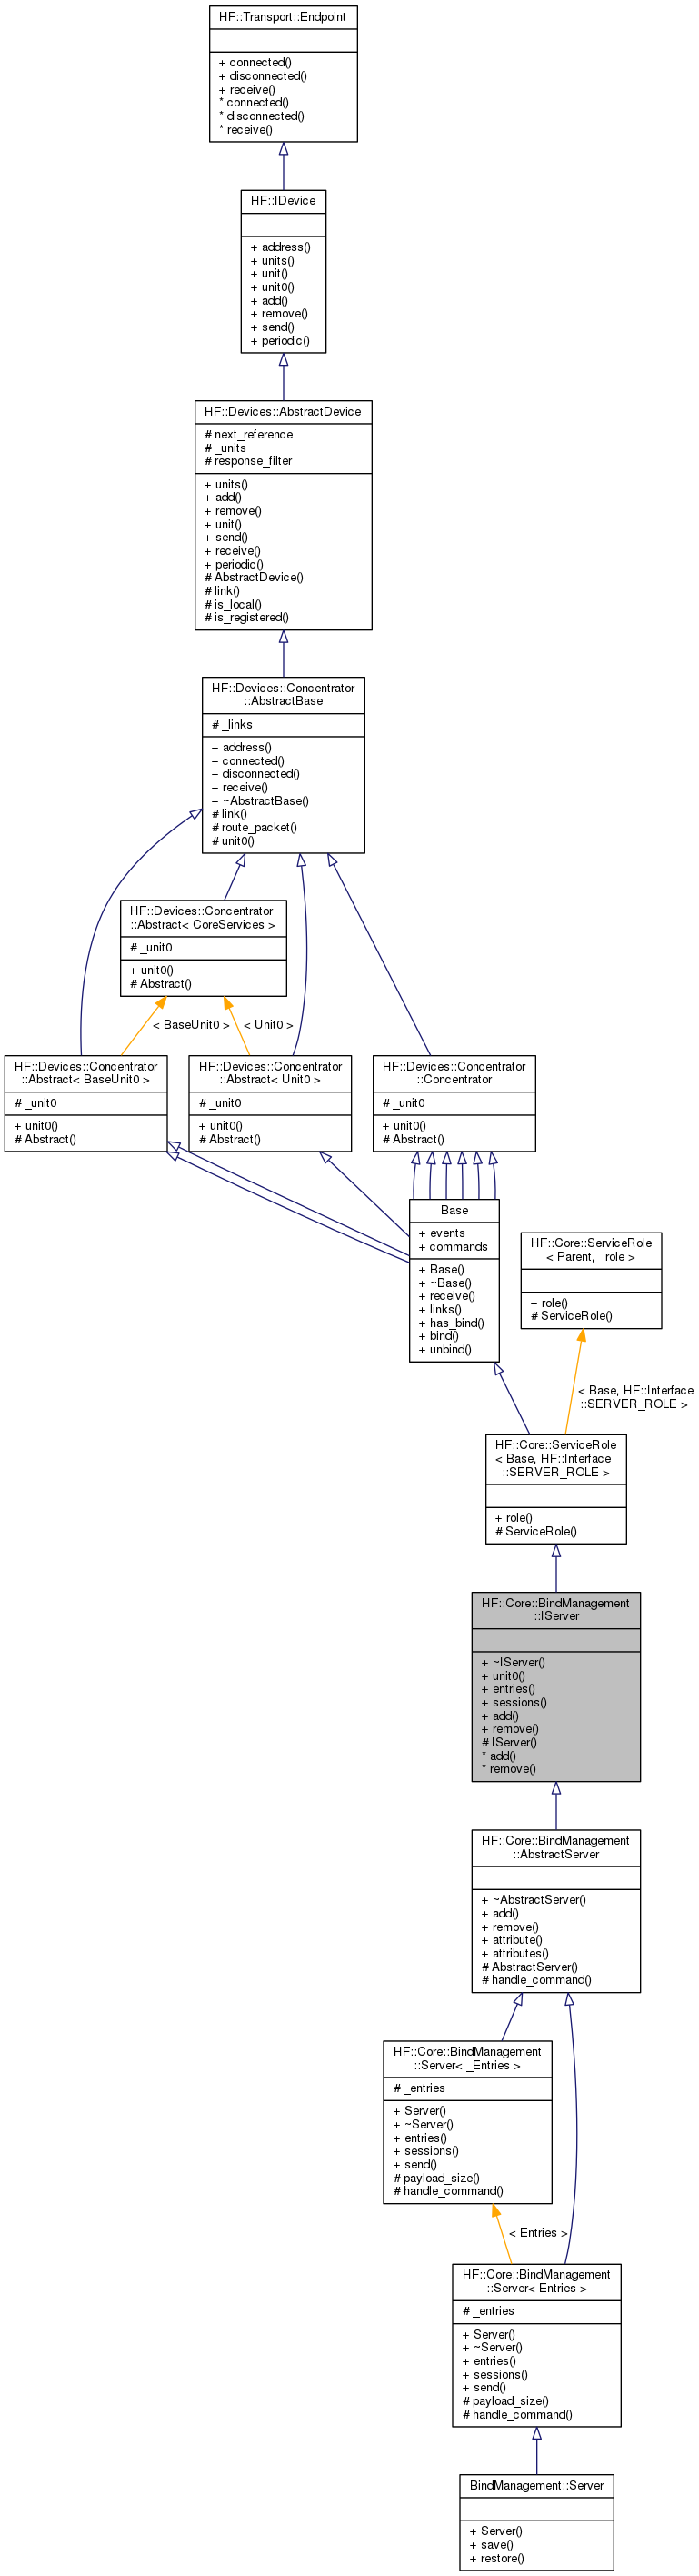 HF::Transport::Endpoint
+ connected()
+ disconnected()
+ receive()
* connected()
* disconnected()
* receive()
HF::IDevice
+ address()
+ units()
+ unit()
+ unit0()
+ add()
+ remove()
+ send()
+ periodic()
HF::Devices::AbstractDevice
# next_reference
# _units
# response_filter
+ units()
+ add()
+ remove()
+ unit()
+ send()
+ receive()
+ periodic()
# AbstractDevice()
# link()
# is_local()
# is_registered()
HF::Devices::Concentrator
::AbstractBase
# _links
+ address()
+ connected()
+ disconnected()
+ receive()
+ ~AbstractBase()
# link()
# route_packet()
# unit0()
HF::Devices::Concentrator
::Abstract< CoreServices >
# _unit0
+ unit0()
# Abstract()
< BaseUnit0 >
< Unit0 >
HF::Devices::Concentrator
::Abstract< BaseUnit0 >
# _unit0
+ unit0()
# Abstract()
HF::Devices::Concentrator
::Abstract< Unit0 >
# _unit0
+ unit0()
# Abstract()
HF::Devices::Concentrator
::Concentrator
# _unit0
+ unit0()
# Abstract()
Base
+ events
+ commands
+ Base()
+ ~Base()
+ receive()
+ links()
+ has_bind()
+ bind()
+ unbind()
HF::Core::ServiceRole
< Parent, _role >
+ role()
# ServiceRole()
< Base, HF::Interface
::SERVER_ROLE >
HF::Core::ServiceRole
< Base, HF::Interface
::SERVER_ROLE >
+ role()
# ServiceRole()
HF::Core::BindManagement
::IServer
+ ~IServer()
+ unit0()
+ entries()
+ sessions()
+ add()
+ remove()
# IServer()
* add()
* remove()
HF::Core::BindManagement
::AbstractServer
+ ~AbstractServer()
+ add()
+ remove()
+ attribute()
+ attributes()
# AbstractServer()
# handle_command()
HF::Core::BindManagement
::Server< _Entries >
# _entries
+ Server()
+ ~Server()
+ entries()
+ sessions()
+ send()
# payload_size()
# handle_command()
< Entries >
HF::Core::BindManagement
::Server< Entries >
# _entries
+ Server()
+ ~Server()
+ entries()
+ sessions()
+ send()
# payload_size()
# handle_command()
BindManagement::Server
+ Server()
+ save()
+ restore()